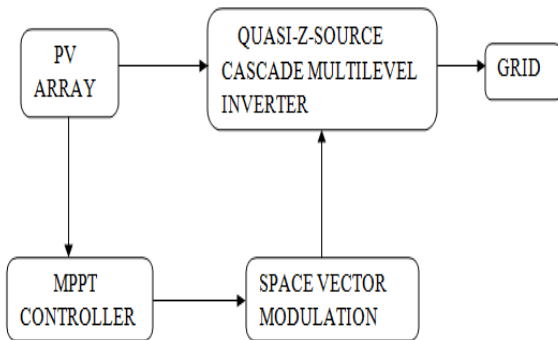 PV
ARRAY
QUASI-Z-SOURCE
CASCADE MULTILEVEL
INVERTER
GRID
MPPT
CONTROLLER
SPACE VECTOR
MODULATION